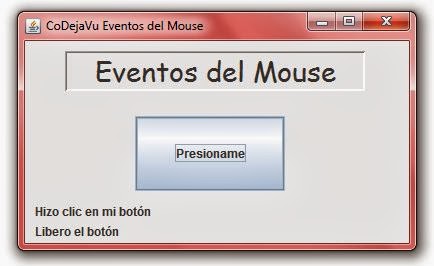 CoDejaVu Eventos del Mouse
Eventos del Mouse
Presioname
Hizo clic en mi botón
Libero el botón